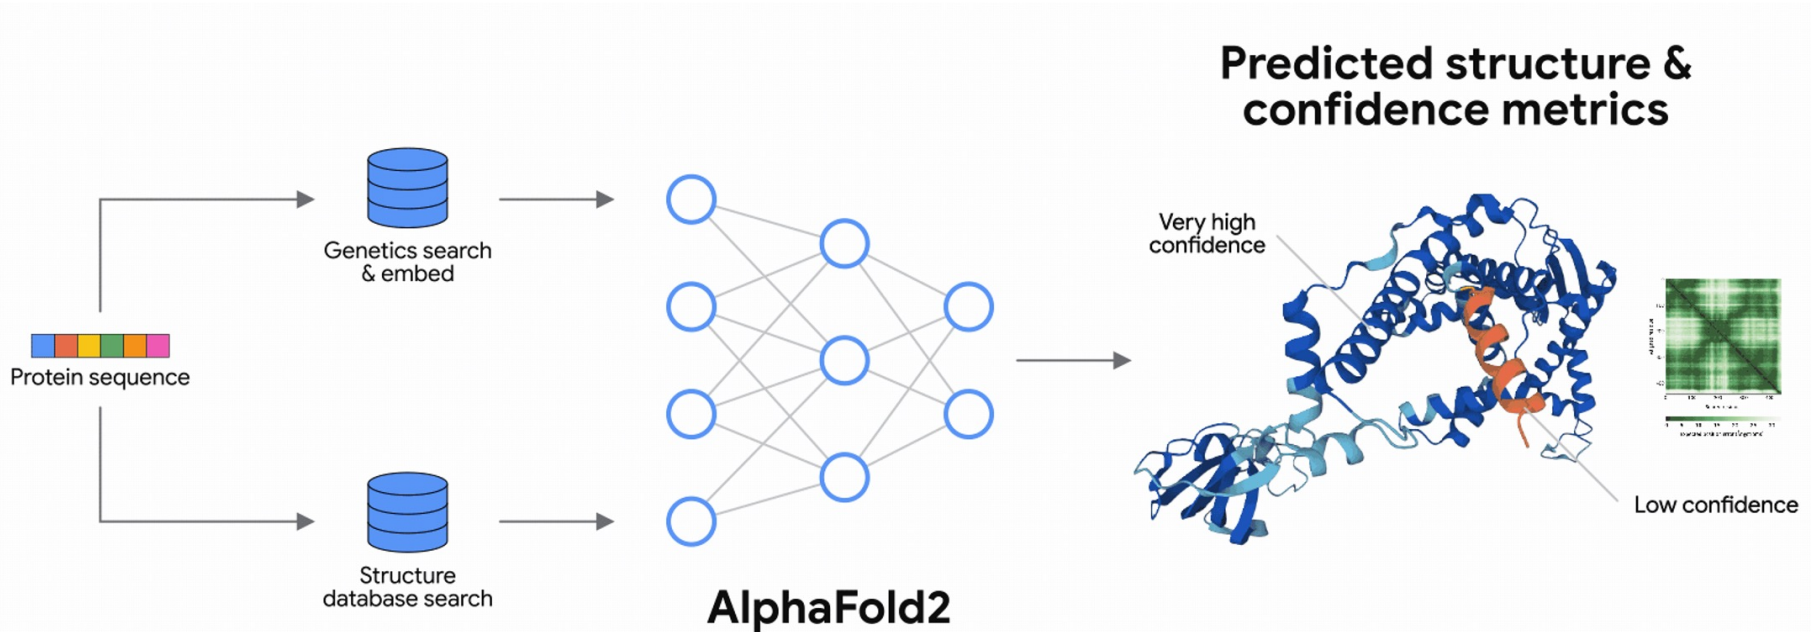 Predicted structure &
confidence metrics
Genetics search
& embed
Protein sequence
Structure
database search
AlphaFold2
Very high
confidence
Low confidence